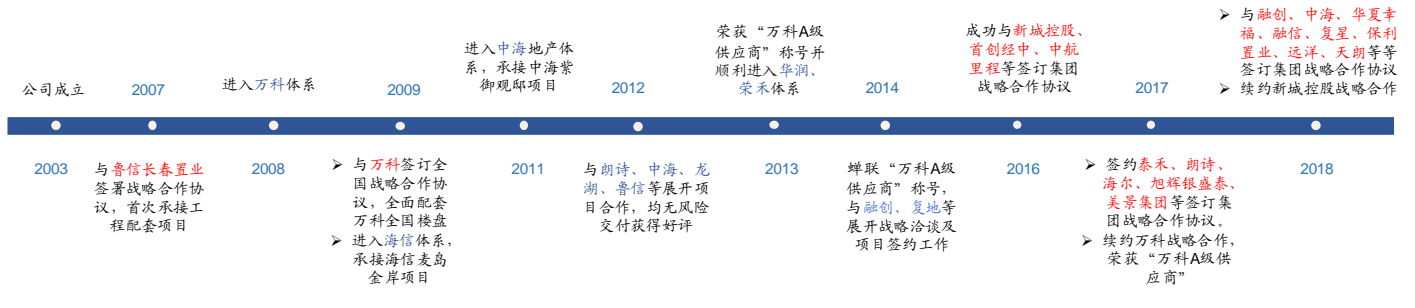 公司成立
2003
2007
与鲁信长春置业
签署战略合作协
议，首次承接工
程配套项目
进入万科体系
2008
2009
➢ 与万科签订全
国战略合作协
议，全面配套
万科全国楼盘
➢ 进入海信体系，
承接海信麦岛
金岸项目
进入中海地产体
系，承接中海紫
御观邸项目
2011
2012
与朗诗、中海、龙
湖、鲁信等展开项
目合作，均无风险
交付获得好评
荣获“万科A级
供应商”称号并
顺利进入华润、
荣禾体系
2013
2014
蝉联“万科A级
供应商”称号，
与融创、复地等
展开战略洽谈及
项目签约工作
成功与新城控股、
首创经中、中航
里程等签订集团
战略合作协议
2016
2017
➢ 签约泰禾、朗诗、
海尔、旭辉银盛泰、
美景集团等签订集
团战略合作协议。
➢ 续约万科战略合作，
荣获“万科A级供
应商”
➢ 与融创、中海、华夏幸
福、融信、复星、保利
置业、远洋、天朗等等
签订集团战略合作协议
➢ 续约新城控股战略合作
2018